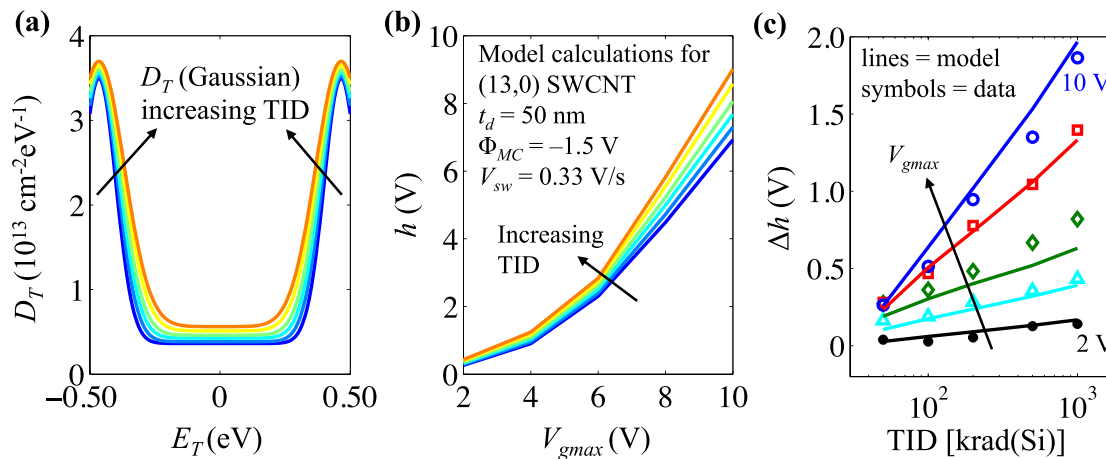 (a)
4
3
2
1
0
−0.50
0
0.50
D_T (10^13 cm^-2 eV^-1)
E_T (eV)
D_T (Gaussian)
increasing TID
(b)
10
8
6
4
2
0
2
4
6
8
10
h (V)
V_gmax (V)
Model calculations for
(13,0) SWCNT
t_d = 50 nm
Φ_MC = –1.5 V
V_sw = 0.33 V/s
Increasing
TID
(c)
2.0
1.5
1.0
0.5
0
10^2
10^3
Δh (V)
TID [krad(Si)]
lines = model
symbols = data
10 V
V_gmax
2 V